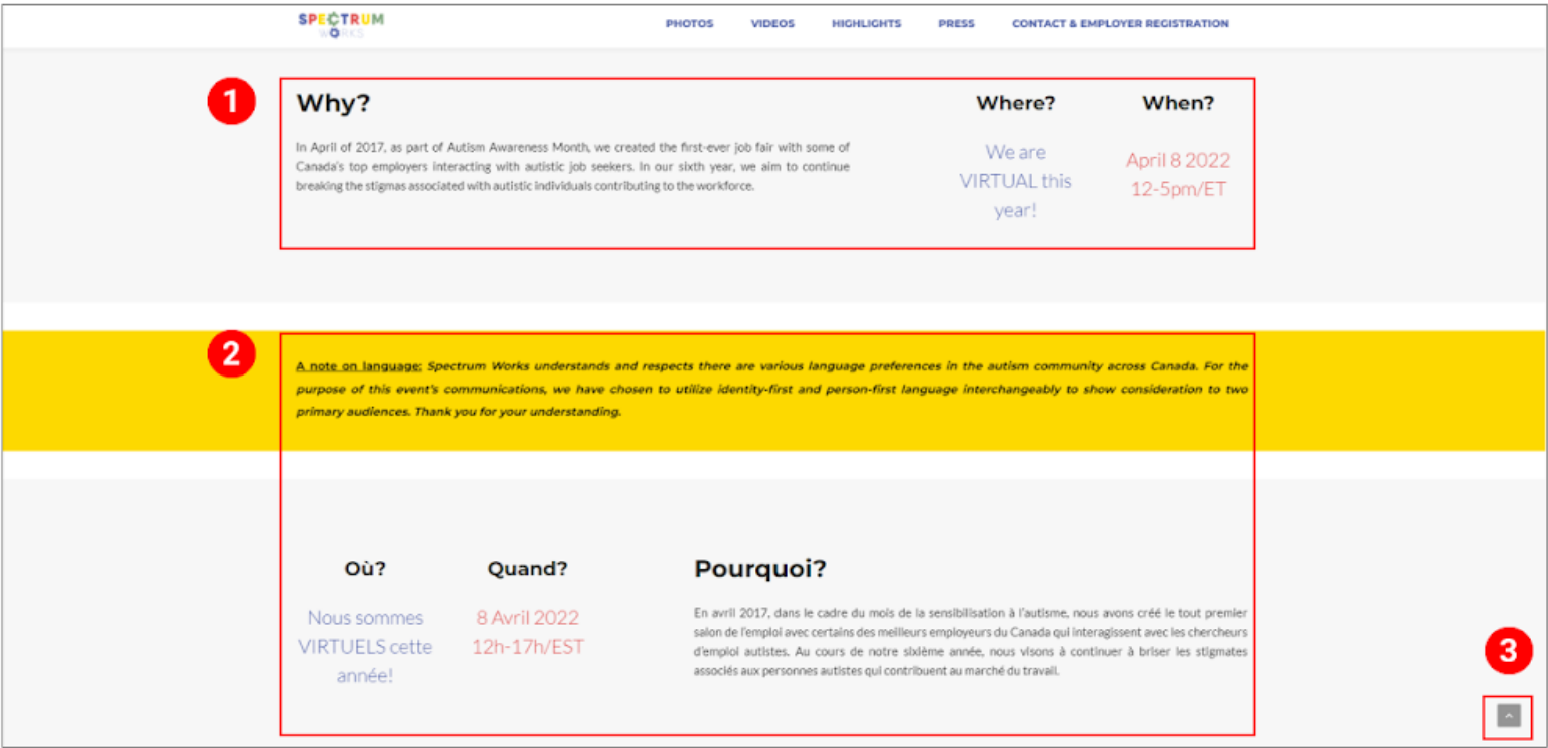 SPECTRUM
WORKS
PHOTOS VIDEOS HIGHLIGHTS PRESS CONTACT & EMPLOYER REGISTRATION
1
Why?
In April of 2017, as part of Autism Awareness Month, we created the first-ever job fair with some of
Canada's top employers interacting with autistic job seekers. In our sixth year, we aim to continue
breaking the stigmas associated with autistic individuals contributing to the workforce.
Where?
We are
VIRTUAL this
year!
When?
April 8 2022
12-5pm/ET
2
A note on language: Spectrum Works understands and respects there are various language preferences in the autism community across Canada. For the
purpose of this event's communications, we have chosen to utilize identity-first and person-first language interchangeably to show consideration to two
primary audiences. Thank you for your understanding.
Où?
Nous sommes
VIRTUELS cette
année!
Quand?
8 Avril 2022
12h-17h/EST
Pourquoi?
En avril 2017, dans le cadre du mois de la sensibilisation à l'autisme, nous avons créé le tout premier
salon de l'emploi avec certains des meilleurs employeurs du Canada qui interagissent avec les chercheurs
d'emploi autistes. Au cours de notre sixième année, nous visons à continuer à briser les stigmates
associés aux personnes autistes qui contribuent au marché du travail.
3